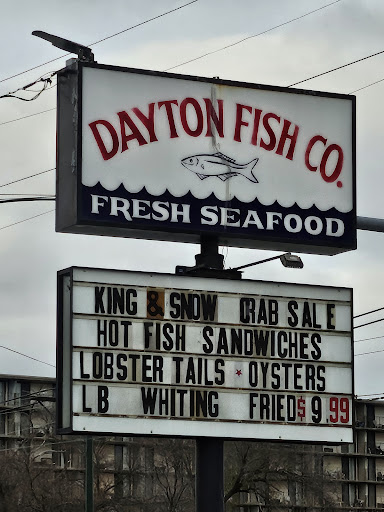 DAYTON FISH CO.
FRESH SEAFOOD
KING & SNOW CRAB SALE
HOT FISH SANDWICHES
LOBSTER TAILS * OYSTERS
LB WHITING FRIED $9.99